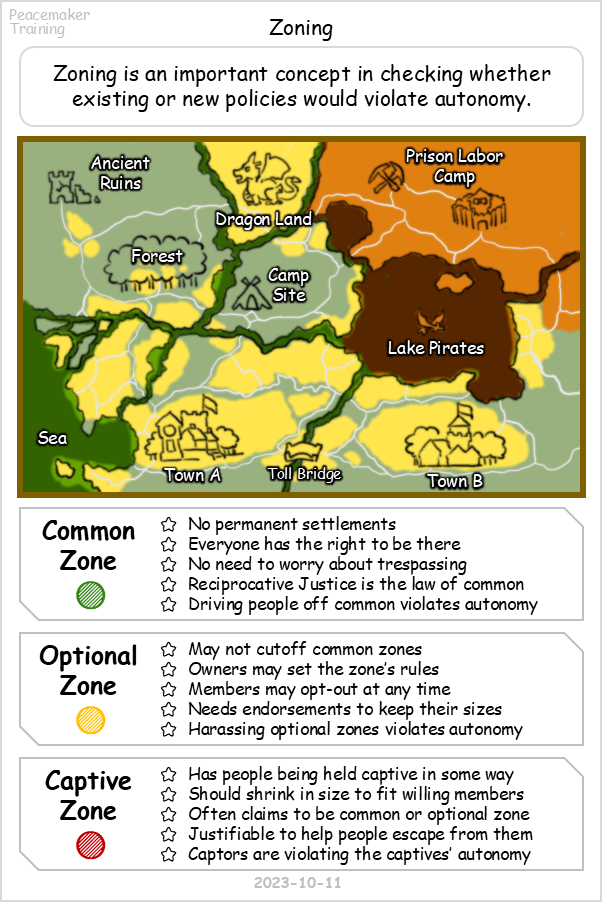 Peacemaker
Training
Zoning
Zoning is an important concept in checking whether
existing or new policies would violate autonomy.
Ancient
Ruins
Prison Labor
Camp
Dragon Land
Forest
Camp
Site
Lake Pirates
Sea
Town A
Toll Bridge
Town B
Common
Zone
No permanent settlements
Everyone has the right to be there
No need to worry about trespassing
Reciprocative Justice is the law of common
Driving people off common violates autonomy
Optional
Zone
May not cutoff common zones
Owners may set the zone's rules
Members may opt-out at any time
Needs endorsements to keep their sizes
Harassing optional zones violates autonomy
Captive
Zone
Has people being held captive in some way
Should shrink in size to fit willing members
Often claims to be common or optional zone
Justifiable to help people escape from them
Captors are violating the captives' autonomy
2023-10-11